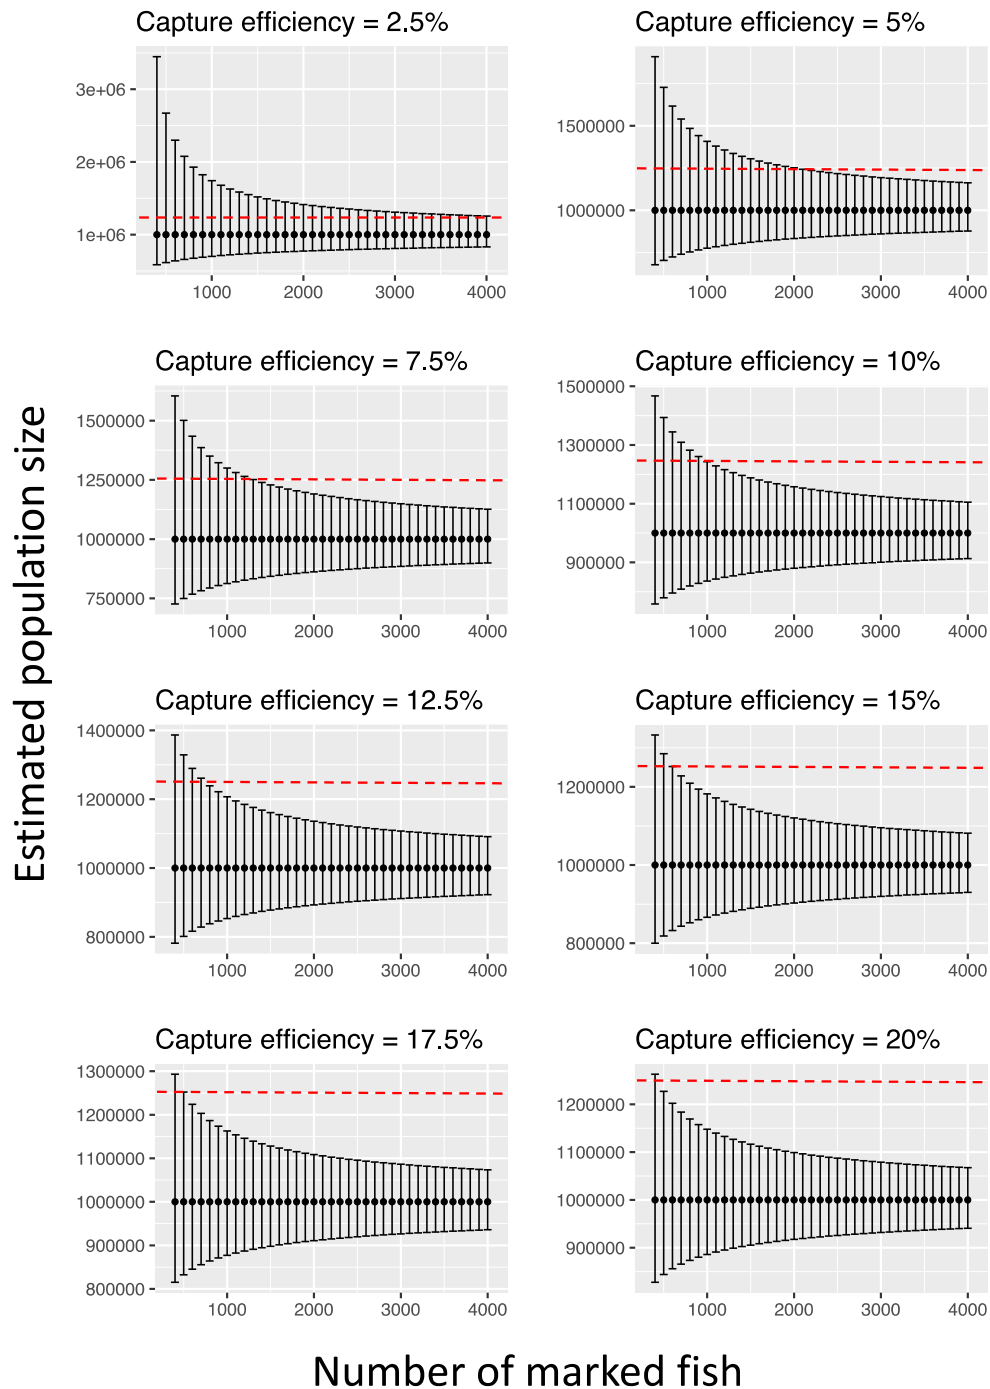 Capture efficiency = 2.5%
3e+06
2e+06
1e+06
1000 2000 3000 4000
Capture efficiency = 5%
1500000
1000000
1000 2000 3000 4000
Capture efficiency = 7.5%
1500000
1250000
1000000
750000
1000 2000 3000 4000
Capture efficiency = 10%
1500000
1300000
1100000
900000
1000 2000 3000 4000
Estimated population size
Capture efficiency = 12.5%
1400000
1200000
1000000
800000
1000 2000 3000 4000
Capture efficiency = 15%
1200000
1000000
800000
1000 2000 3000 4000
Capture efficiency = 17.5%
1300000
1200000
1100000
1000000
900000
800000
1000 2000 3000 4000
Capture efficiency = 20%
1200000
1100000
1000000
900000
1000 2000 3000 4000
Number of marked fish